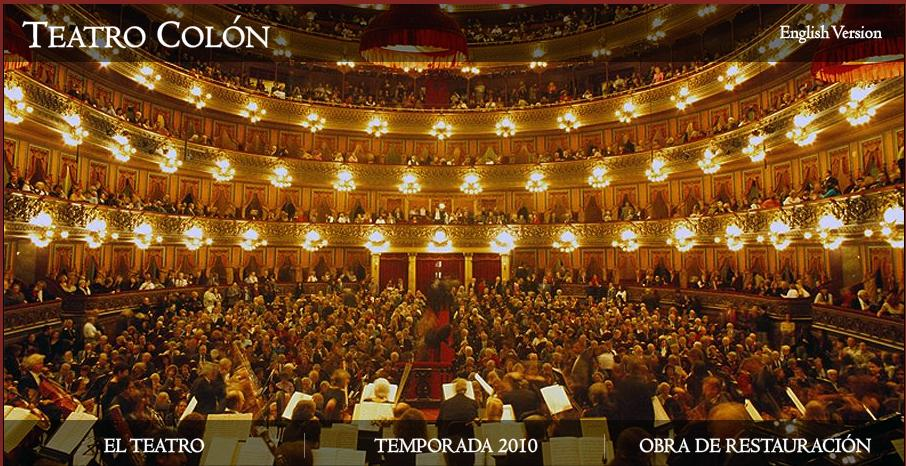 TEATRO COLÓN
English Version
EL TEATRO
TEMPORADA 2010
OBRA DE RESTAURACIÓN